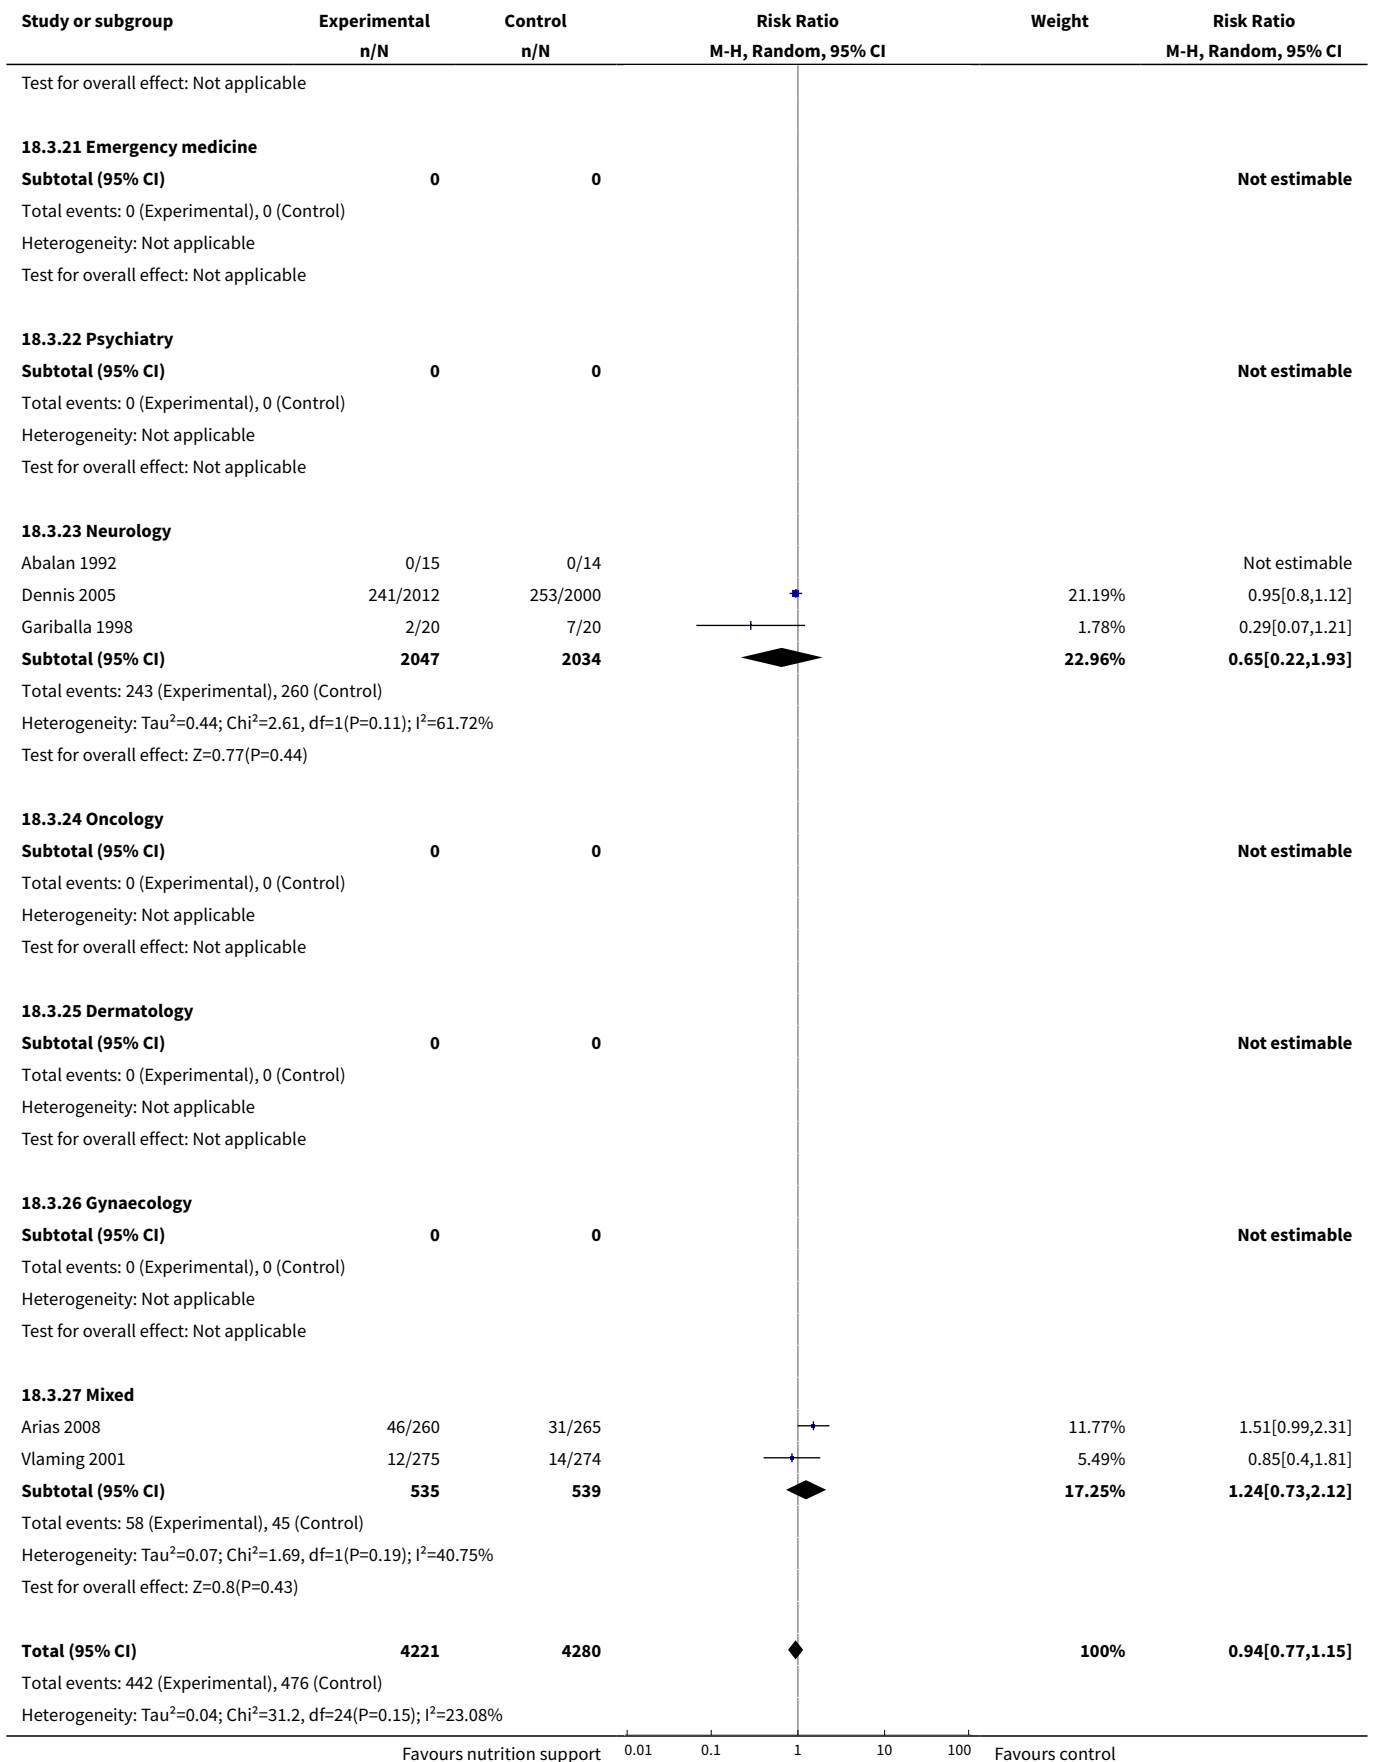 Study or subgroup Experimental Control Risk Ratio Weight Risk Ratio
n/N n/N M-H, Random, 95% CI M-H, Random, 95% CI
Test for overall effect: Not applicable
18.3.21 Emergency medicine
Subtotal (95% CI) 0 0 Not estimable
Total events: 0 (Experimental), 0 (Control)
Heterogeneity: Not applicable
Test for overall effect: Not applicable
18.3.22 Psychiatry
Subtotal (95% CI) 0 0 Not estimable
Total events: 0 (Experimental), 0 (Control)
Heterogeneity: Not applicable
Test for overall effect: Not applicable
18.3.23 Neurology
Abalan 1992 0/15 0/14 Not estimable
Dennis 2005 241/2012 253/2000 21.19% 0.95[0.8,1.12]
Gariballa 1998 2/20 7/20 1.78% 0.29[0.07,1.21]
Subtotal (95% CI) 2047 2034 22.96% 0.65[0.22,1.93]
Total events: 243 (Experimental), 260 (Control)
Heterogeneity: Tau²=0.44; Chi²=2.61, df=1(P=0.11); I²=61.72%
Test for overall effect: Z=0.77(P=0.44)
18.3.24 Oncology
Subtotal (95% CI) 0 0 Not estimable
Total events: 0 (Experimental), 0 (Control)
Heterogeneity: Not applicable
Test for overall effect: Not applicable
18.3.25 Dermatology
Subtotal (95% CI) 0 0 Not estimable
Total events: 0 (Experimental), 0 (Control)
Heterogeneity: Not applicable
Test for overall effect: Not applicable
18.3.26 Gynaecology
Subtotal (95% CI) 0 0 Not estimable
Total events: 0 (Experimental), 0 (Control)
Heterogeneity: Not applicable
Test for overall effect: Not applicable
18.3.27 Mixed
Arias 2008 46/260 31/265 11.77% 1.51[0.99,2.31]
Vlaming 2001 12/275 14/274 5.49% 0.85[0.4,1.81]
Subtotal (95% CI) 535 539 17.25% 1.24[0.73,2.12]
Total events: 58 (Experimental), 45 (Control)
Heterogeneity: Tau²=0.07; Chi²=1.69, df=1(P=0.19); I²=40.75%
Test for overall effect: Z=0.8(P=0.43)
Total (95% CI) 4221 4280 100% 0.94[0.77,1.15]
Total events: 442 (Experimental), 476 (Control)
Heterogeneity: Tau²=0.04; Chi²=31.2, df=24(P=0.15); I²=23.08%
Favours nutrition support 0.01 0.1 1 10 100 Favours control